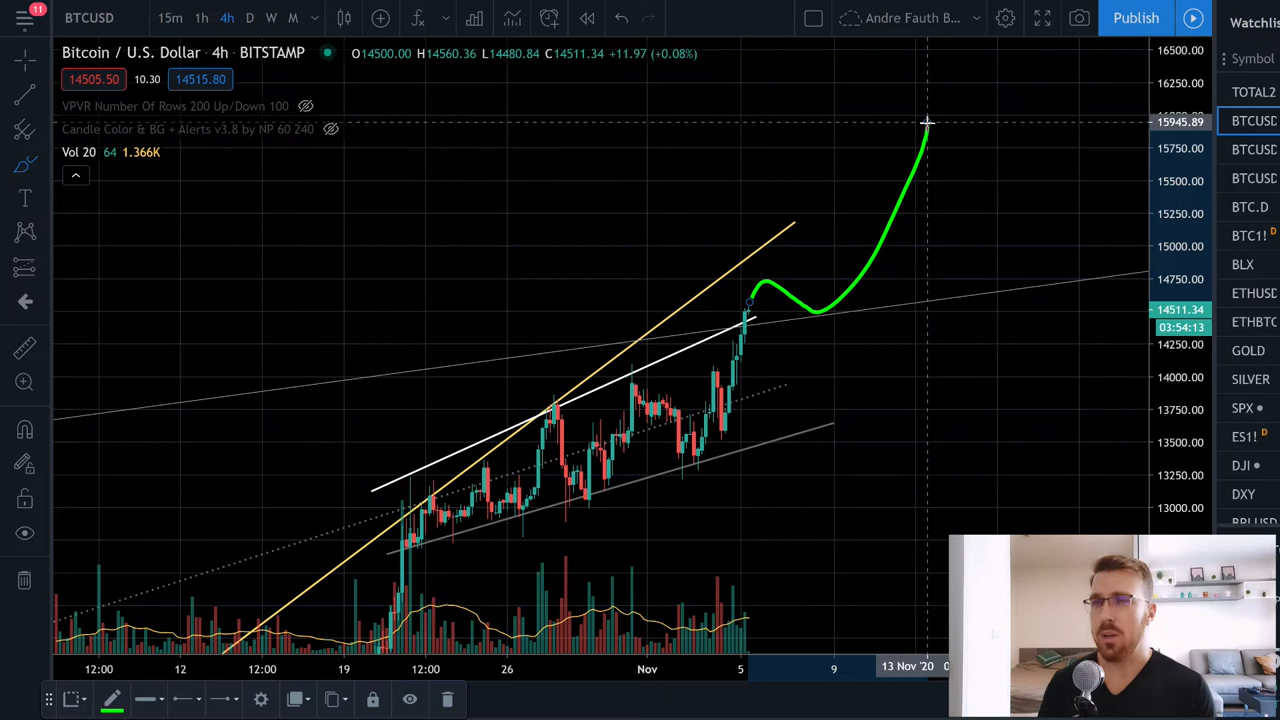 11
BTCUSD 15m 1h 4h D W M Andre Fauth B... Publish Watchlis
Bitcoin / U.S. Dollar · 4h · BITSTAMP O14500.00 H14560.36 L14480.84 C14511.34 +11.97 (+0.08%)
14505.50 10.30 14515.80
VPVR Number Of Rows 200 Up/Down 100
Candle Color & BG + Alerts v3.8 by NP 60 240
Vol 20 64 1.366K
16500.00
16250.00
15945.89
15750.00
15500.00
15250.00
15000.00
14750.00
14511.34
03:54:13
14250.00
14000.00
13750.00
13500.00
13250.00
13000.00
Symbol
TOTAL2
BTCUSD
BTCUSD
BTCUSD
BTC.D
BTC1! D
BLX
ETHUSD
ETHBTC
GOLD
SILVER
SPX
ES1! D
DJI
DXY
12:00 12 12:00 19 12:00 26 Nov 5 9 13 Nov '20